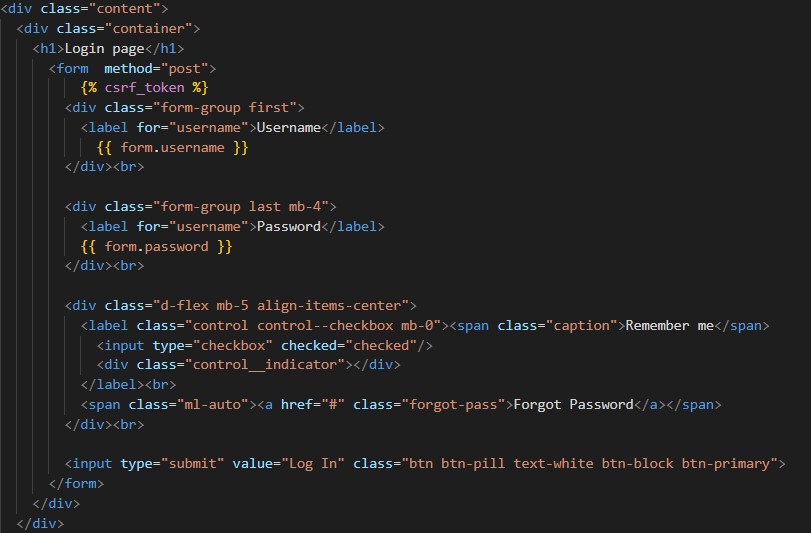 <div class="content">
<div class="container">
<h1>Login page</h1>
<form  method="post">
{% csrf_token %}
<div class="form-group first">
<label for="username">Username</label>
{{ form.username }}
</div><br>
<div class="form-group last mb-4">
<label for="username">Password</label>
{{ form.password }}
</div><br>
<div class="d-flex mb-5 align-items-center">
<label class="control control--checkbox mb-0"><span class="caption">Remember me</span>
<input type="checkbox" checked="checked"/>
<div class="control__indicator"></div>
</label><br>
<span class="ml-auto"><a href="#" class="forgot-pass">Forgot Password</a></span>
</div><br>
<input type="submit" value="Log In" class="btn btn-pill text-white btn-block btn-primary">
</form>
</div>
</div>